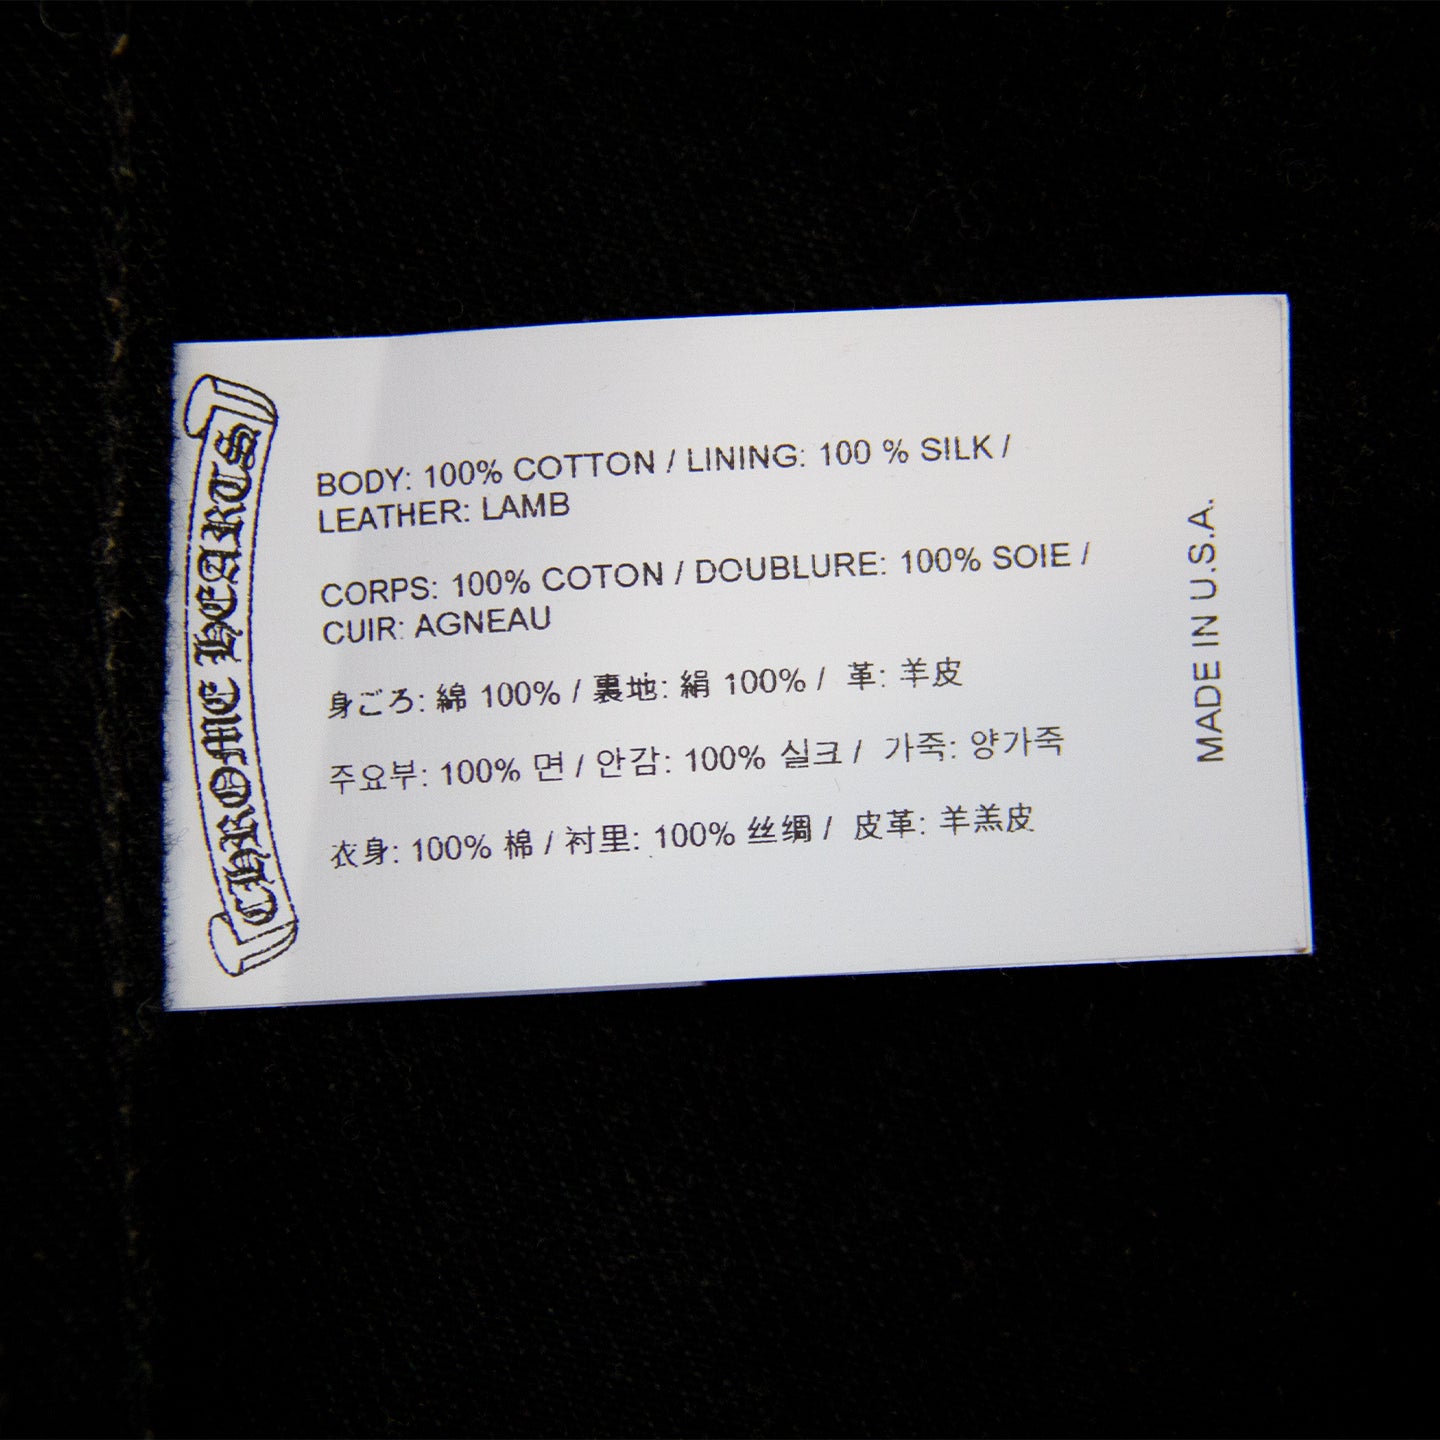 CHROME HEARTS
BODY: 100% COTTON / LINING: 100 % SILK /
LEATHER: LAMB
CORPS: 100% COTON / DOUBLURE: 100% SOIE /
CUIR: AGNEAU
身ごろ: 綿 100% / 裏地: 絹 100% / 革: 羊皮
주요부: 100% 면 / 안감: 100% 실크 / 가죽: 양가죽
衣身: 100% 棉 / 衬里: 100% 丝绸 / 皮革: 羊羔皮
MADE IN U.S.A.